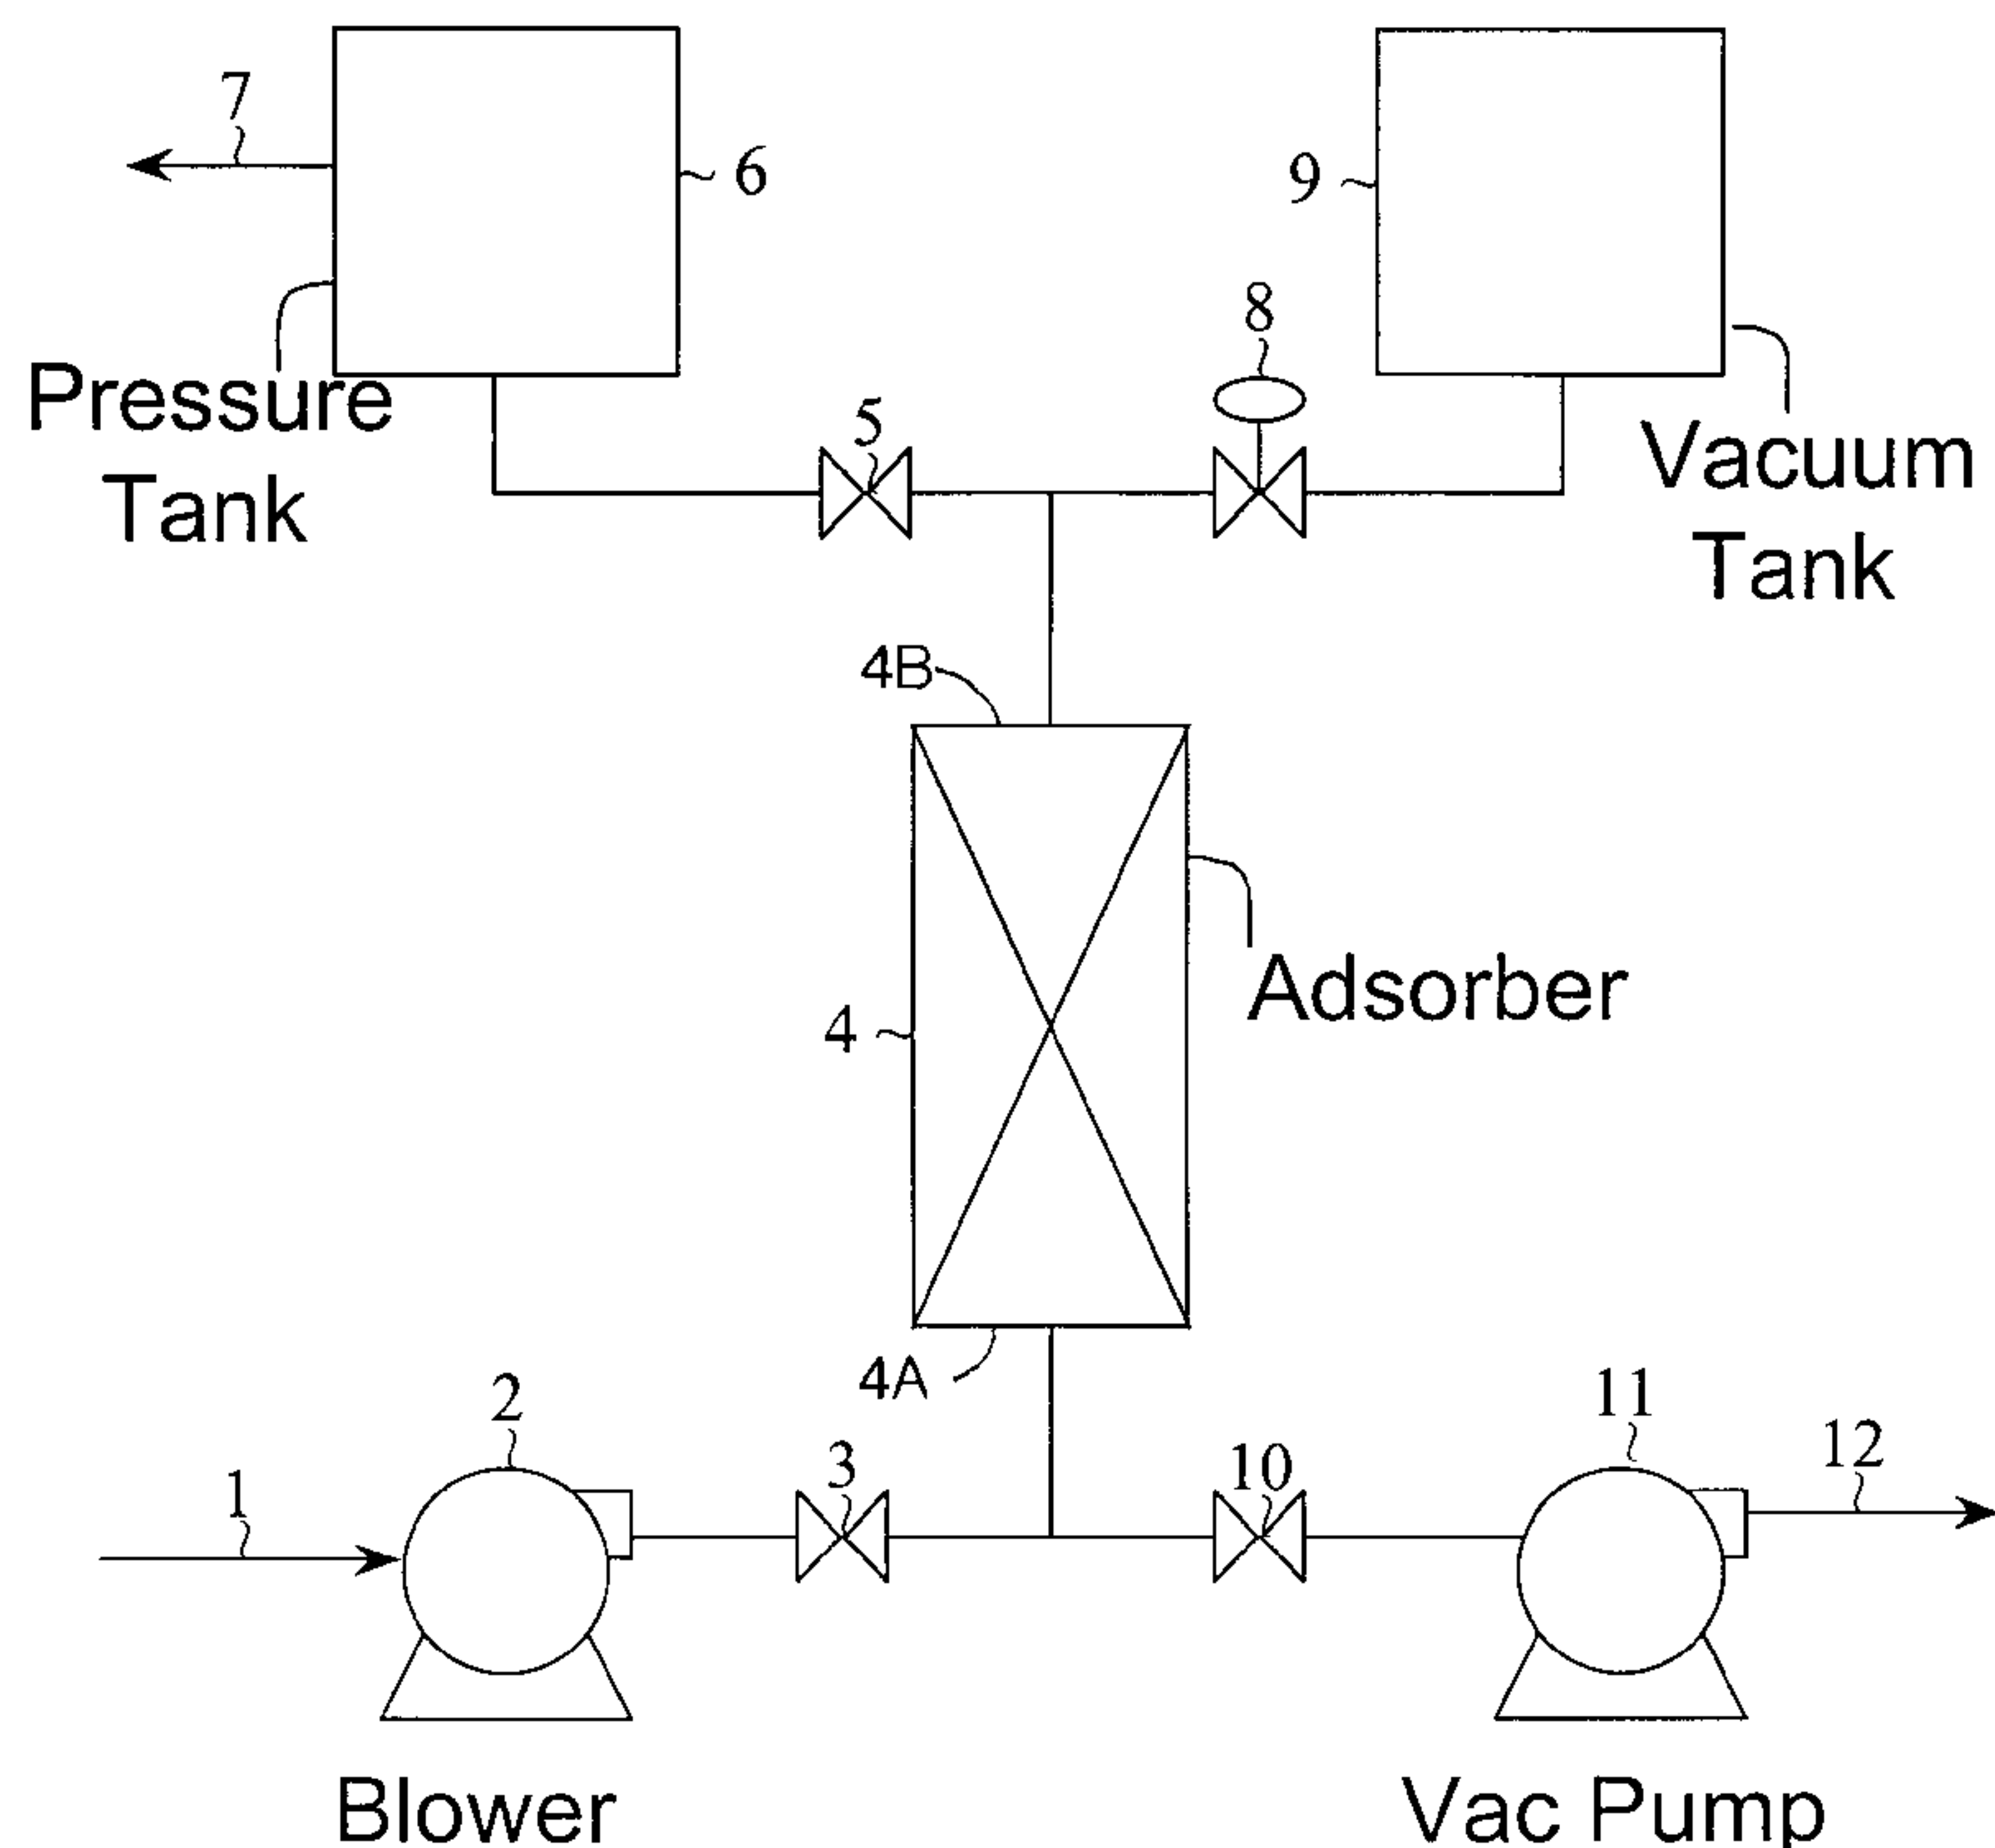 7
6
9
8
Pressure
Tank
5
Vacuum
Tank
4B
Adsorber
4
4A
2
11
1
3
10
12
Blower
Vac Pump